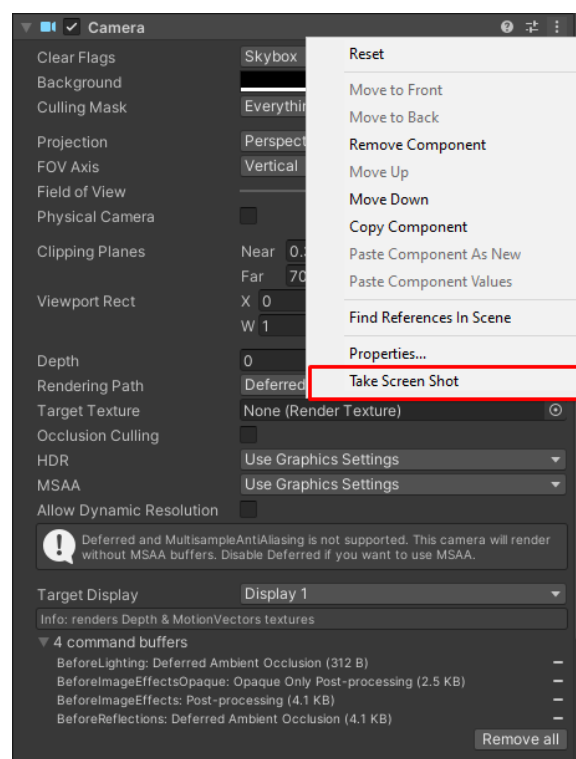 Camera
Clear Flags Skybox
Background
Culling Mask
Projection
FOV Axis Vertical
Field of View
Physical Camera
Clipping Planes Near
Far 70
Viewport Rect X 0
W 1
Depth 0
Rendering Path Deferred
Target Texture None (Render Texture)
Occlusion Culling
HDR Use Graphics Settings
MSAA Use Graphics Settings
Allow Dynamic Resolution
Deferred and MultisampleAntiAliasing is not supported. This camera will render
without MSAA buffers. Disable Deferred if you want to use MSAA.
Target Display Display 1
Info: renders Depth & MotionVectors textures
4 command buffers
BeforeLighting: Deferred Ambient Occlusion (312 B)
BeforeImageEffectsOpaque: Opaque Only Post-processing (2.5 KB)
BeforeImageEffects: Post-processing (4.1 KB)
BeforeReflections: Deferred Ambient Occlusion (4.1 KB)
Remove all
Reset
Move to Front
Move to Back
Remove Component
Move Up
Move Down
Copy Component
Paste Component As New
Paste Component Values
Find References In Scene
Properties...
Take Screen Shot